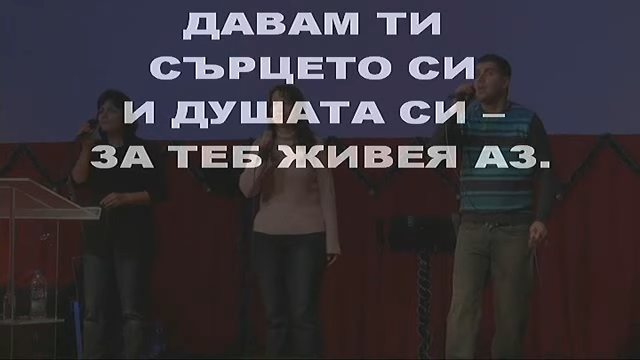 ДАВАМ ТИ
СЪРЦЕТО СИ
И ДУШАТА СИ –
ЗА ТЕБ ЖИВЕЯ АЗ.